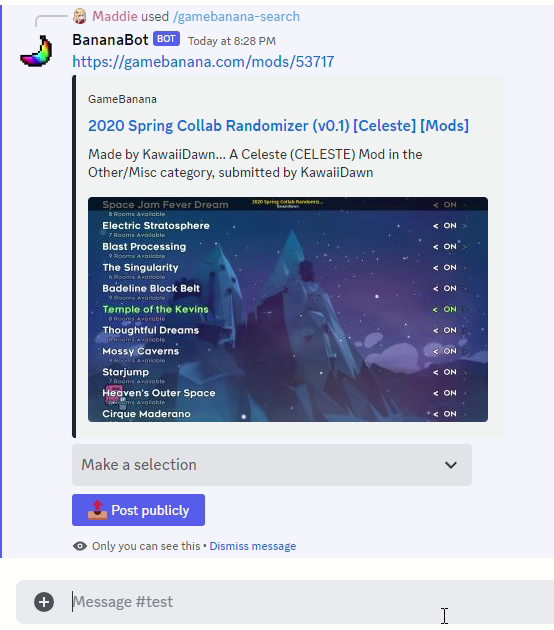 Maddie used /gamebanana-search
BananaBot BOT Today at 8:28 PM
https://gamebanana.com/mods/53717
GameBanana
2020 Spring Collab Randomizer (v0.1) [Celeste] [Mods]
Made by KawaiiDawn... A Celeste (CELESTE) Mod in the
Other/Misc category, submitted by KawaiiDawn
2020 Spring Collab Randomiz...
KawaiiDawn
Space Jam Fever Dream < ON >
8 Rooms Available
Electric Stratosphere < ON >
7 Rooms Available
Blast Processing < ON >
9 Rooms Available
The Singularity < ON >
6 Rooms Available
Badeline Block Belt < ON >
9 Rooms Available
Temple of the Kevins < ON >
8 Rooms Available
Thoughtful Dreams < ON >
Rooms Available
Mossy Caverns < ON >
9 Rooms Available
Starjump < ON >
7 Rooms Available
Heaven's Outer Space < ON >
Rooms Available
Cirque Maderano < ON >
Make a selection
Post publicly
Only you can see this • Dismiss message
Message #test